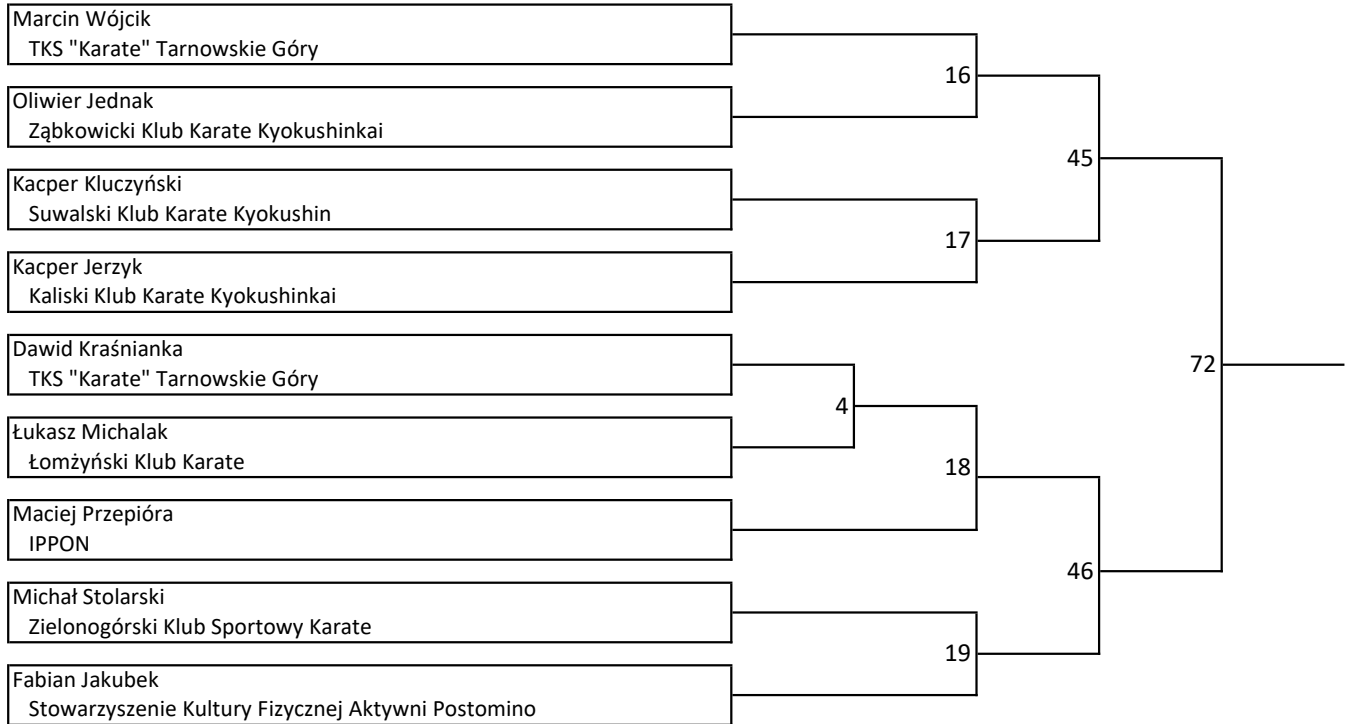 Marcin Wójcik
TKS "Karate" Tarnowskie Góry
16
Oliwier Jednak
Ząbkowicki Klub Karate Kyokushinkai
45
Kacper Kluczyński
Suwalski Klub Karate Kyokushin
17
Kacper Jerzyk
Kaliski Klub Karate Kyokushinkai
Dawid Kraśnianka
TKS "Karate" Tarnowskie Góry
72
4
Łukasz Michalak
Łomżyński Klub Karate
18
Maciej Przepióra
IPPON
46
Michał Stolarski
Zielonogórski Klub Sportowy Karate
19
Fabian Jakubek
Stowarzyszenie Kultury Fizycznej Aktywni Postomino